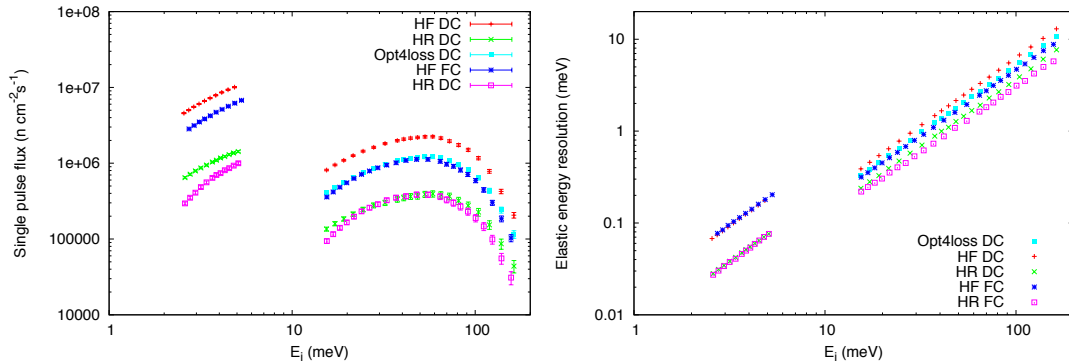 1e+08
1e+07
1e+06
100000
10000
1
10
100
Single pulse flux (n cm⁻²s⁻¹)
Eᵢ (meV)
HF DC
HR DC
Opt4loss DC
HF FC
HR DC
10
1
0.1
0.01
1
10
100
Elastic energy resolution (meV)
Eᵢ (meV)
Opt4loss DC
HF DC
HR DC
HF FC
HR FC